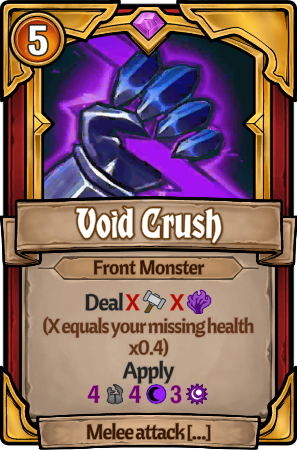 5
Void Crush
Front Monster
Deal X X
(X equals your missing health
x0.4)
Apply
4 4 3
Melee attack [...]